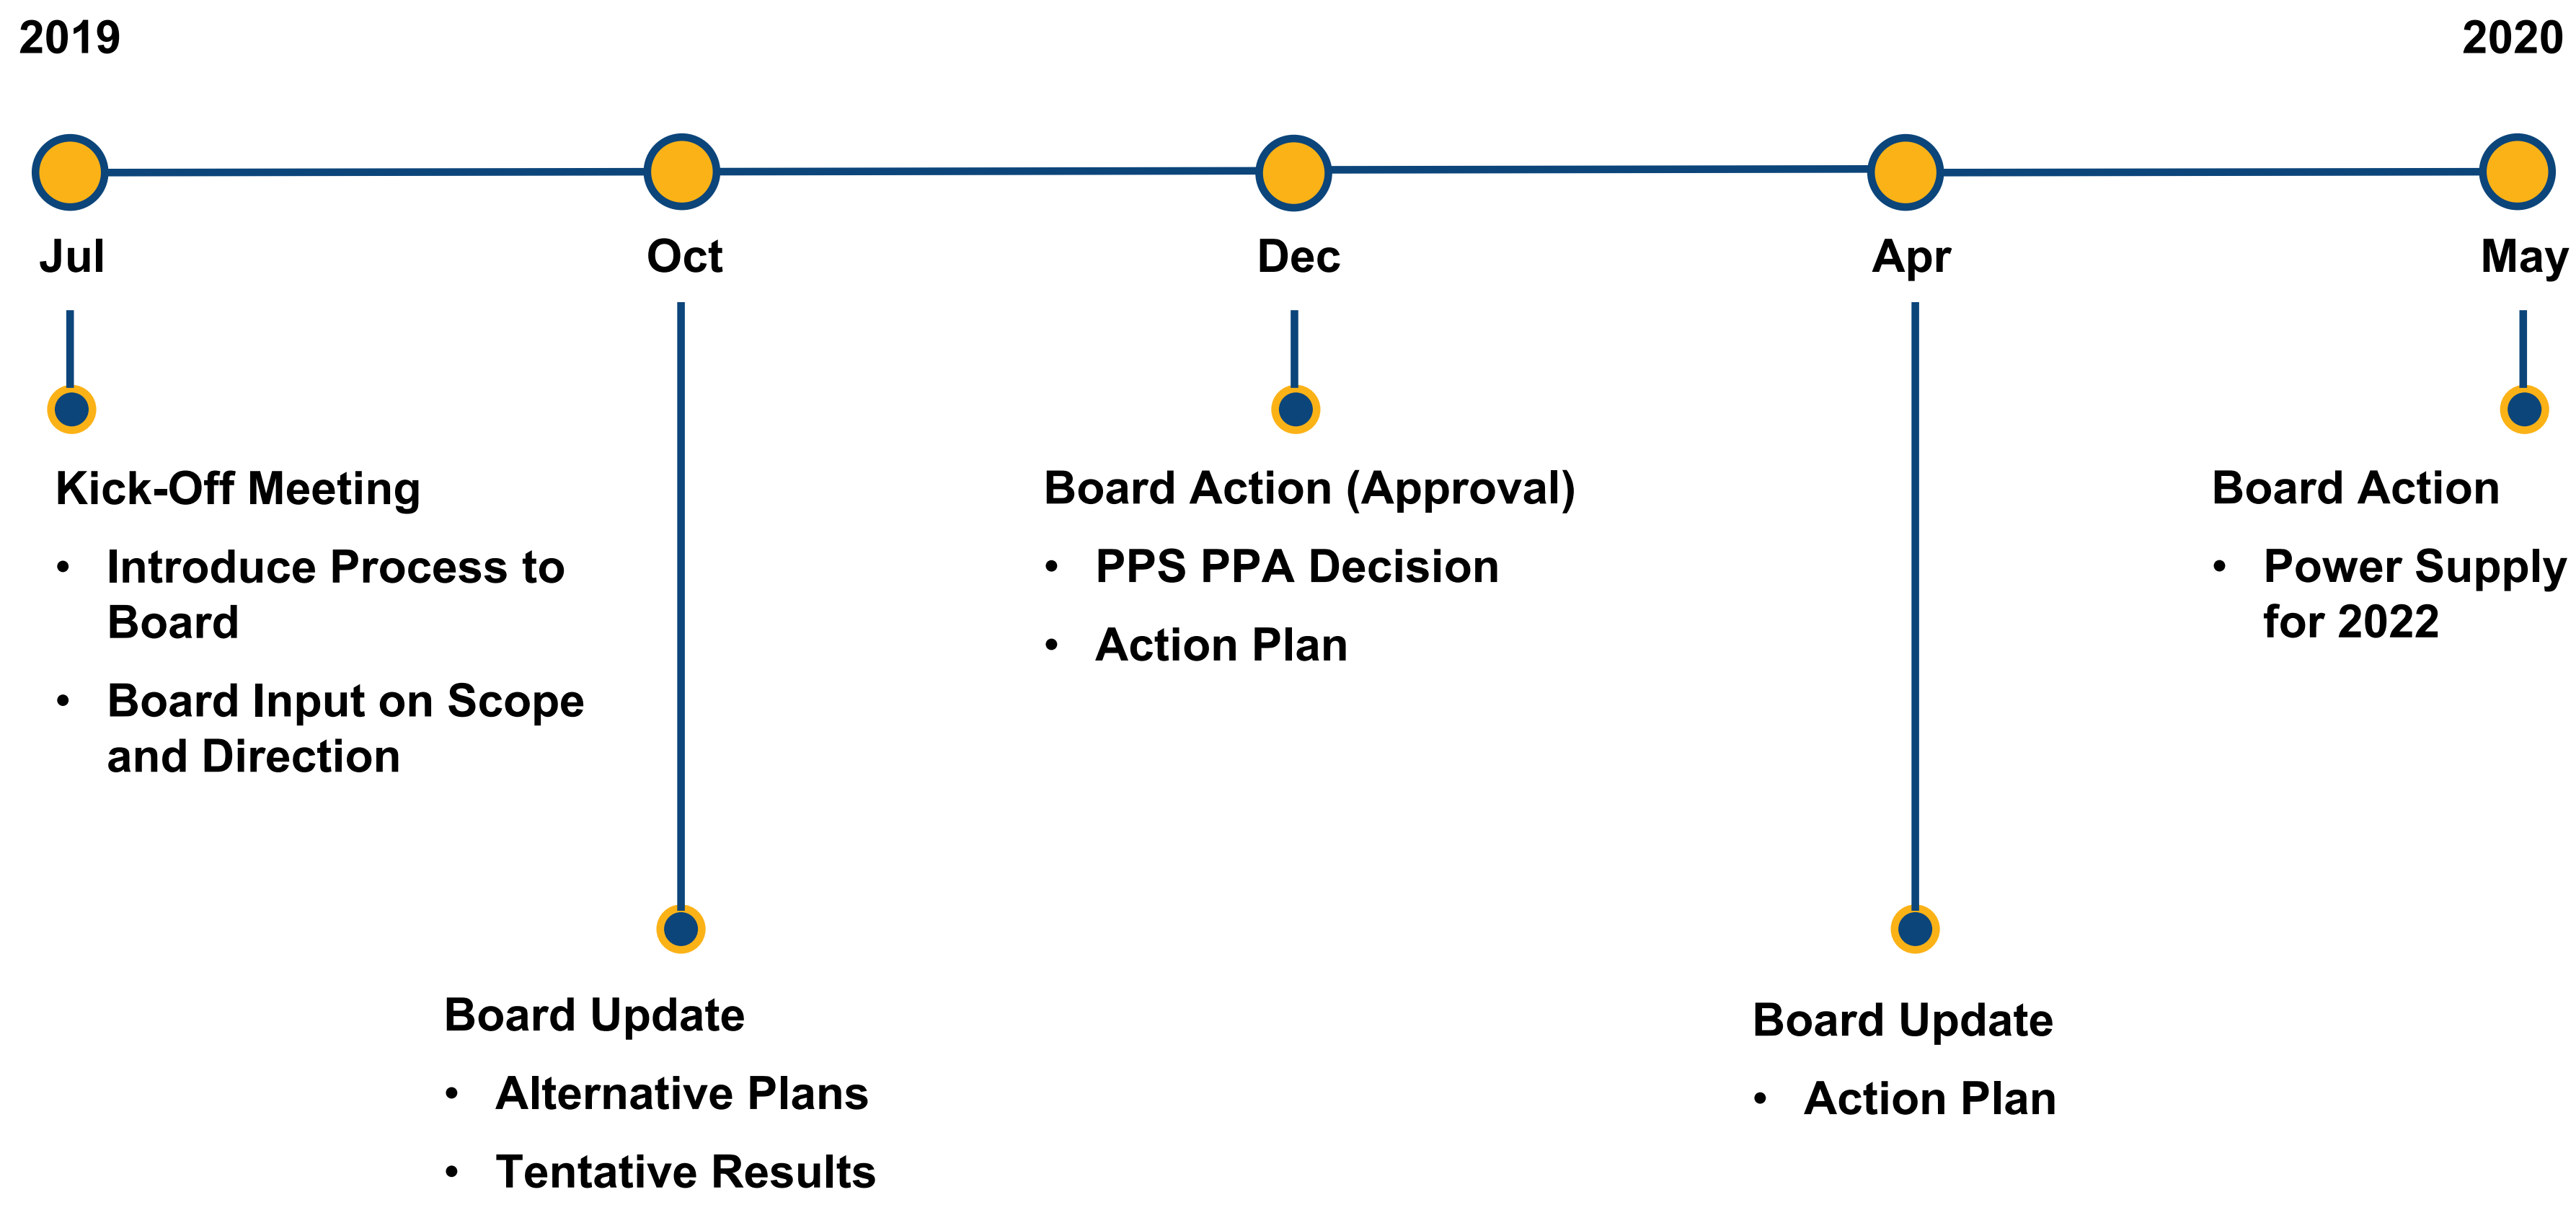 2019
2020
Jul
Oct
Dec
Apr
May
Kick-Off Meeting
• Introduce Process to
Board
• Board Input on Scope
and Direction
Board Update
• Alternative Plans
• Tentative Results
Board Action (Approval)
• PPS PPA Decision
• Action Plan
Board Update
• Action Plan
Board Action
• Power Supply
for 2022